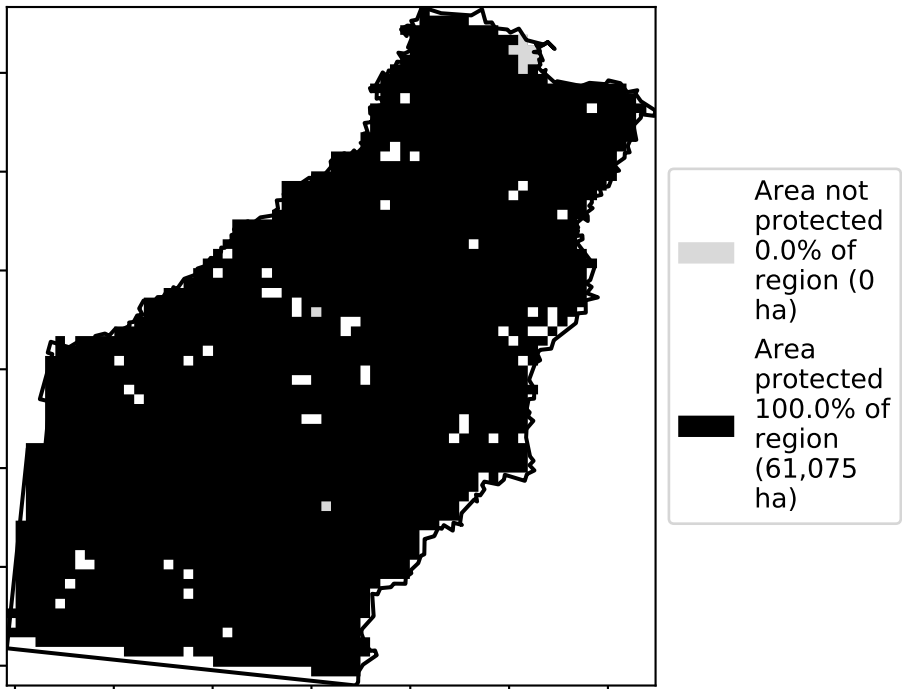 Area not
protected
0.0% of
region (0
ha)
Area
protected
100.0% of
region
(61,075
ha)